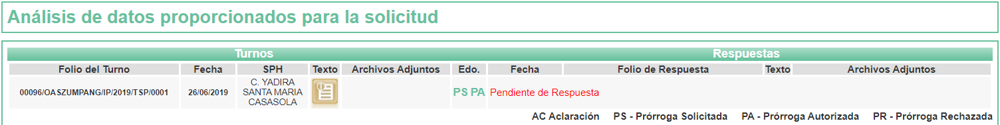 Análisis de datos proporcionados para la solicitud
Turnos Respuestas
Folio del Turno Fecha SPH Texto Archivos Adjuntos Edo. Fecha Folio de Respuesta Texto Archivos Adjuntos
00096/OASZUMPANG/IP/2019/TSP/0001 26/06/2019 C. YADIRA
SANTA MARIA
CASASOLA PS PA Pendiente de Respuesta
AC Aclaración PS - Prórroga Solicitada PA - Prórroga Autorizada PR - Prórroga Rechazada